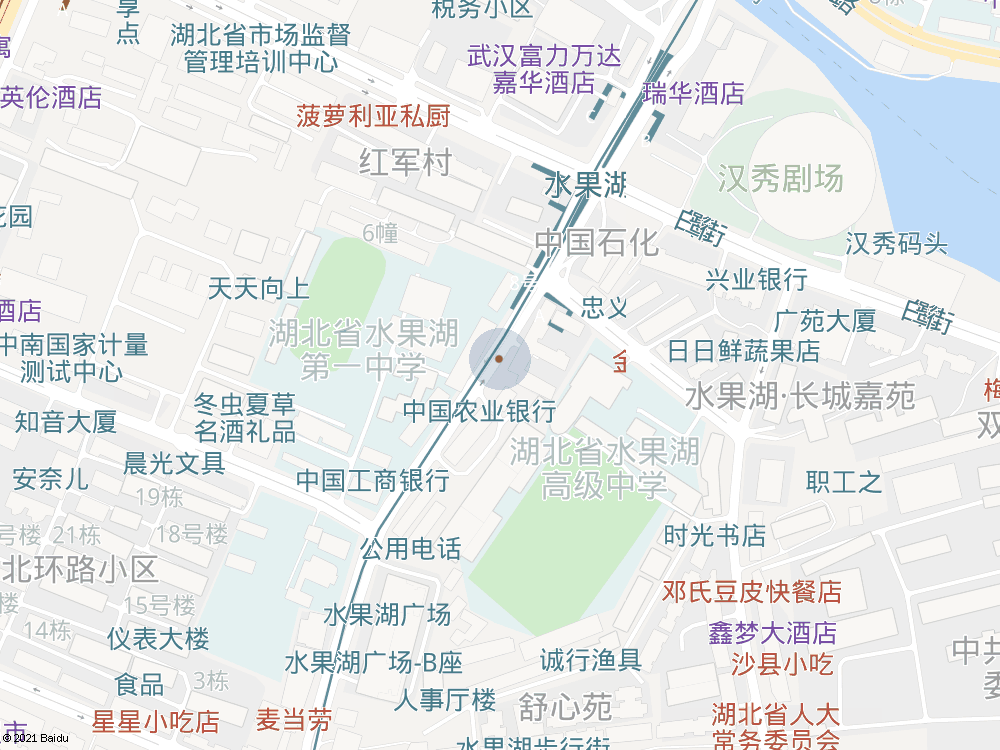 享点
税务小区
湖北省市场监督
管理培训中心
武汉富力万达
嘉华酒店
瑞华酒店
英伦酒店
菠萝利亚私厨
红军村
水果湖
汉秀剧场
花园
6幢
中国石化
汉秀码头
天天向上
兴业银行
忠义
酒店
湖北省水果湖
第一中学
广苑大厦
中南国家计量
测试中心
日日鲜蔬果店
水果湖·长城嘉苑
冬虫夏草
名酒礼品
中国农业银行
知音大厦
湖北省水果湖
高级中学
晨光文具
安奈儿
中国工商银行
职工之
19栋
号楼
21栋
18号楼
时光书店
公用电话
北环路小区
邓氏豆皮快餐店
15号楼
水果湖广场
14栋
仪表大楼
鑫梦大酒店
沙县小吃
水果湖广场-B座
诚行渔具
中共
委
食品
3栋
人事厅楼
舒心苑
星星小吃店
麦当劳
湖北省人大
常务委员会
市
水果湖步行街
© 2021 Baidu